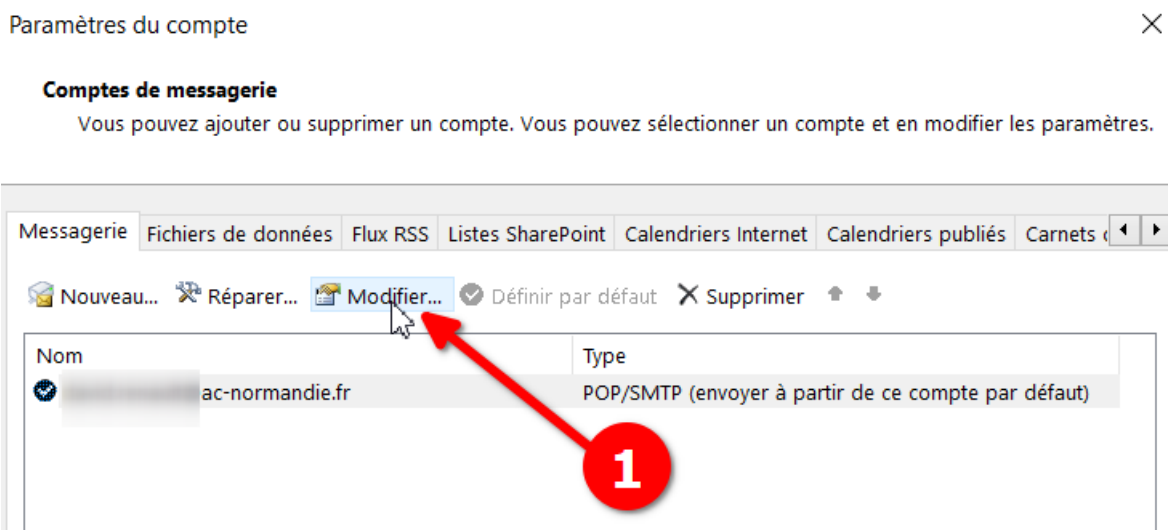 Paramètres du compte
Comptes de messagerie
Vous pouvez ajouter ou supprimer un compte. Vous pouvez sélectionner un compte et en modifier les paramètres.
Messagerie Fichiers de données Flux RSS Listes SharePoint Calendriers Internet Calendriers publiés Carnets
Nouveau... Réparer... Modifier... Définir par défaut Supprimer
Nom Type
ac-normandie.fr POP/SMTP (envoyer à partir de ce compte par défaut)
1